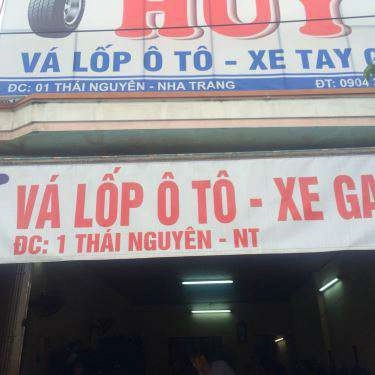 HUY
VÁ LỐP Ô TÔ - XE TAY G
ĐC: 01 THÁI NGUYÊN - NHA TRANG ĐT: 0904
VÁ LỐP Ô TÔ - XE GA
ĐC: 1 THÁI NGUYÊN - NT